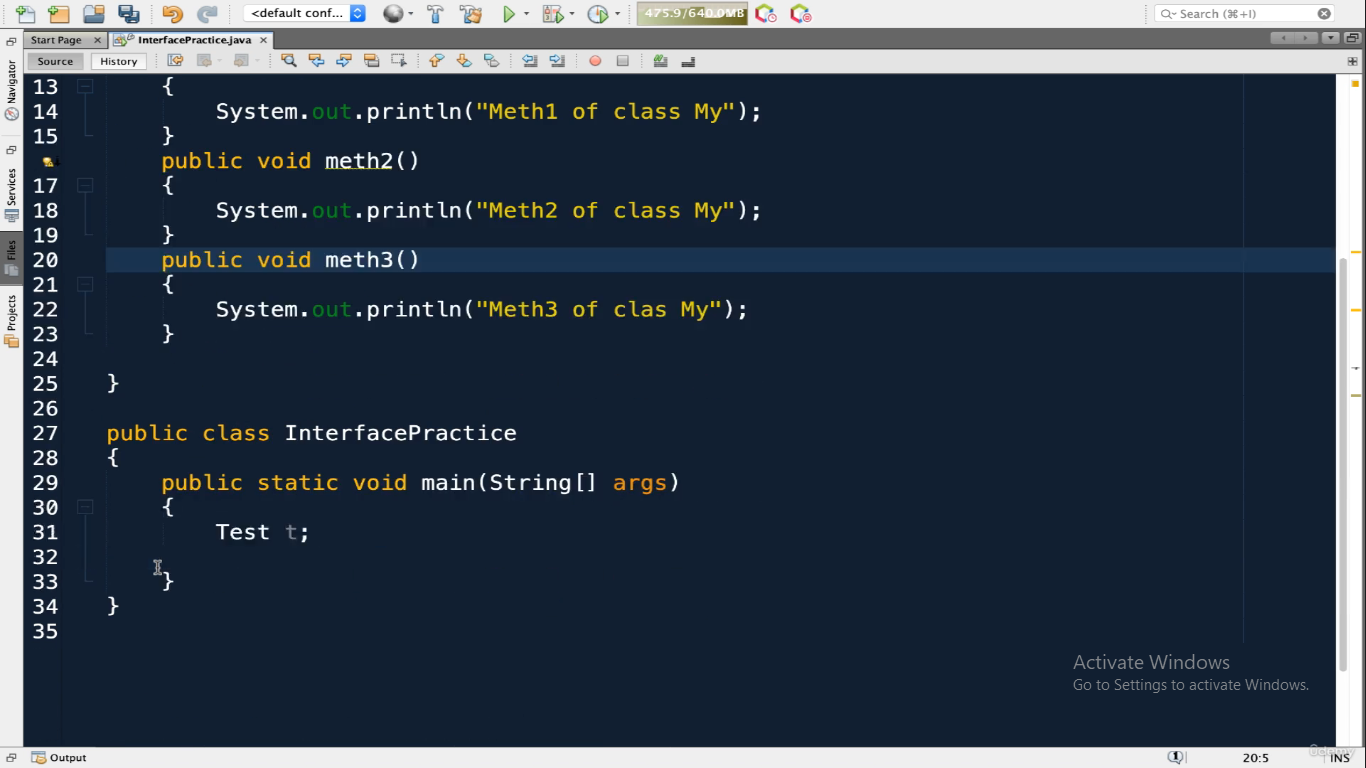 <default conf...
475.9/640.0MB
Search (⌘+I)
Start Page
InterfacePractice.java
Source
History
Navigator
Services
Files
Projects
13 {
14 System.out.println("Meth1 of class My");
15 }
public void meth2()
17 {
18 System.out.println("Meth2 of class My");
19 }
20 public void meth3()
21 {
22 System.out.println("Meth3 of clas My");
23 }
24
25 }
26
27 public class InterfacePractice
28 {
29 public static void main(String[] args)
30 {
31 Test t;
32
33 }
34 }
35
Activate Windows
Go to Settings to activate Windows.
Udemy
Output
1
20:5
INS